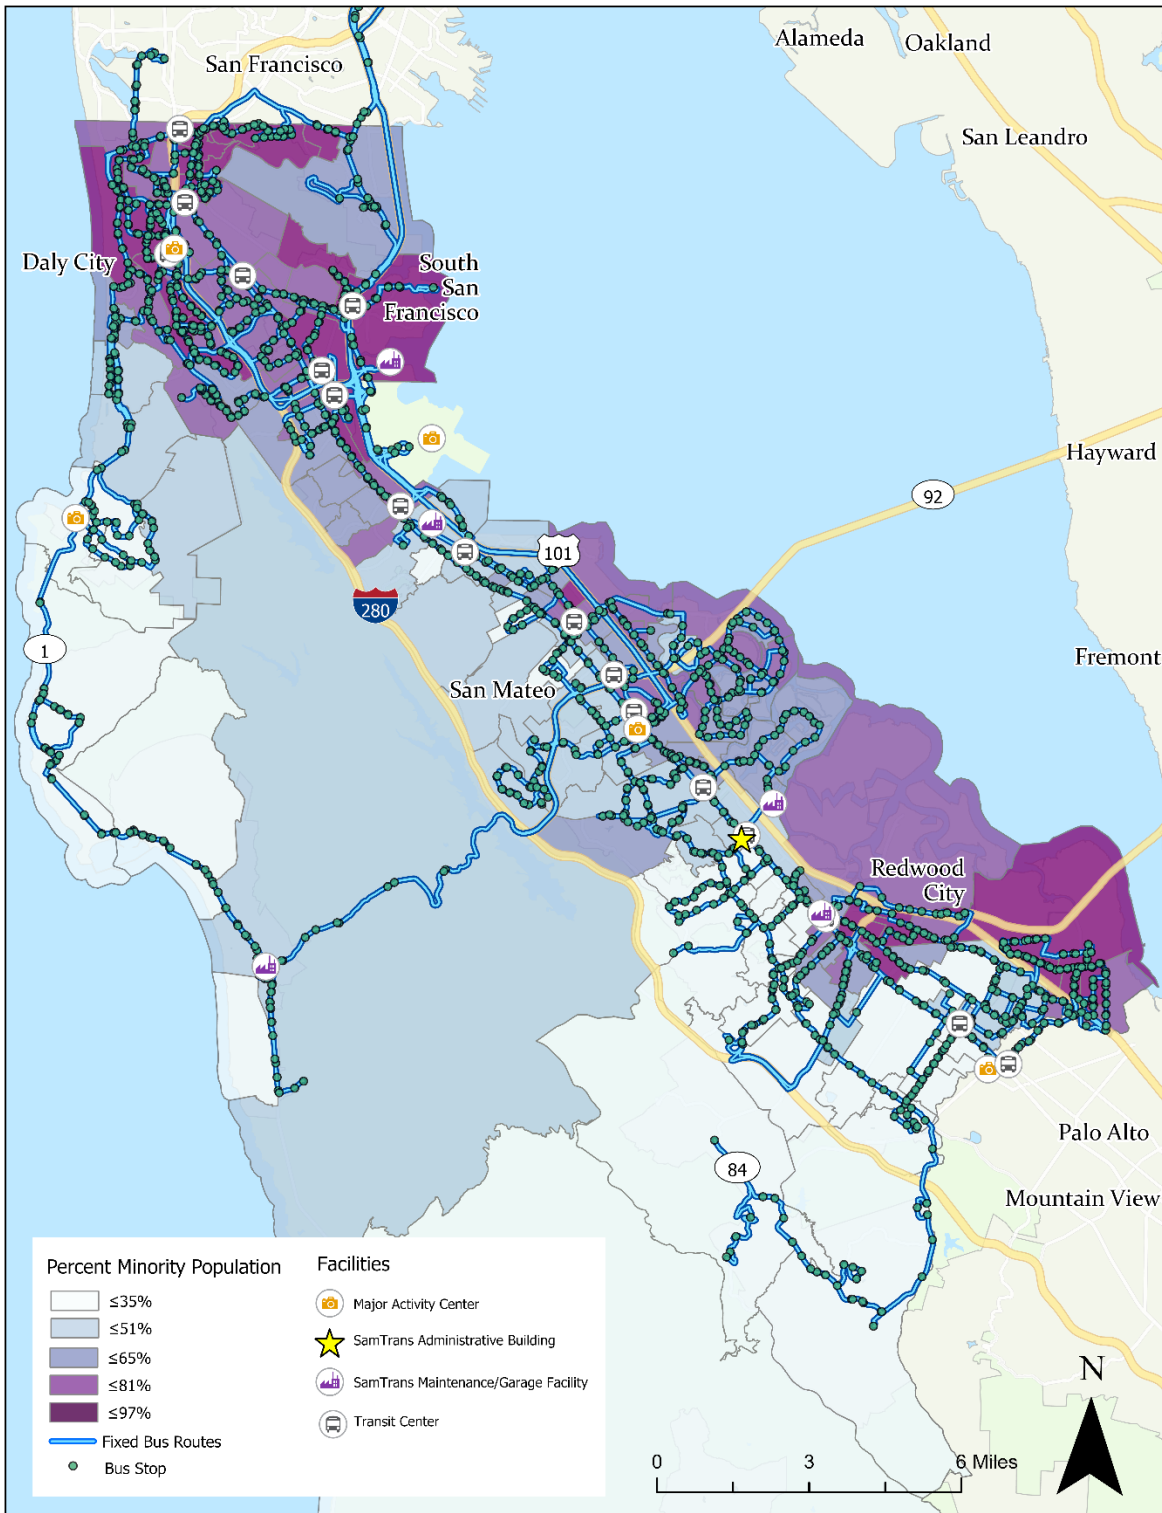 San Francisco
Alameda
Oakland
San Leandro
Daly City
South
San
Francisco
Hayward
92
101
280
1
Fremont
San Mateo
Redwood
City
84
Palo Alto
Mountain View
Percent Minority Population
≤35%
≤51%
≤65%
≤81%
≤97%
Fixed Bus Routes
Bus Stop
Facilities
Major Activity Center
SamTrans Administrative Building
SamTrans Maintenance/Garage Facility
Transit Center
N
0 3 6 Miles